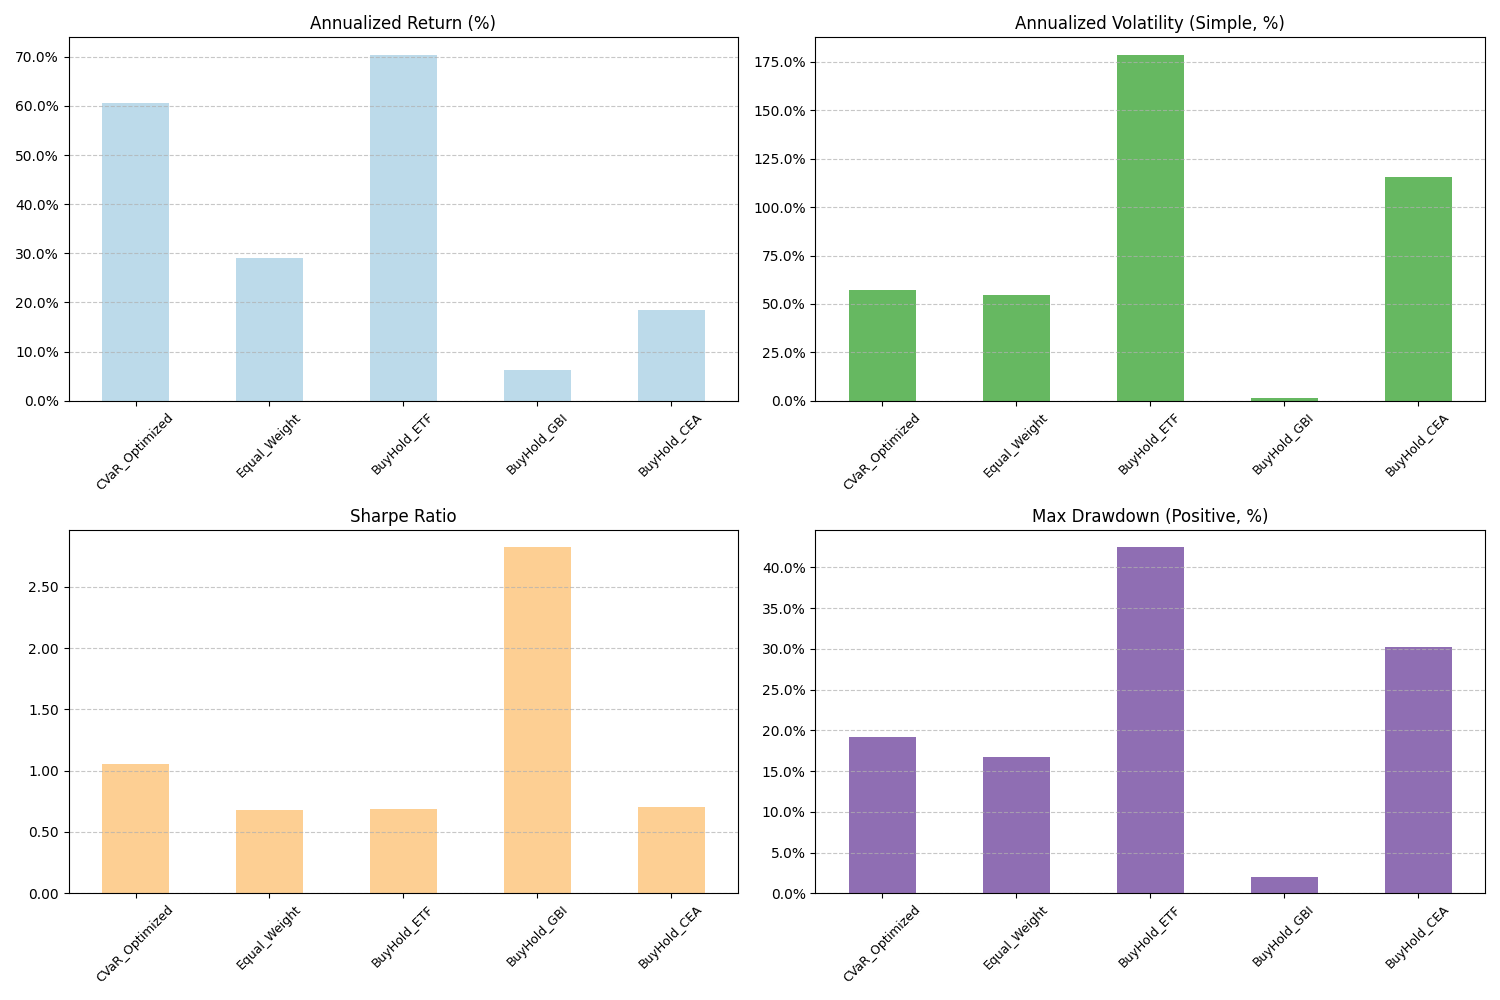 Annualized Return (%)
70.0%
60.0%
50.0%
40.0%
30.0%
20.0%
10.0%
0.0%
CVaR_Optimized
Equal_Weight
BuyHold_ETF
BuyHold_GBI
BuyHold_CEA
Annualized Volatility (Simple, %)
175.0%
150.0%
125.0%
100.0%
75.0%
50.0%
25.0%
0.0%
CVaR_Optimized
Equal_Weight
BuyHold_ETF
BuyHold_GBI
BuyHold_CEA
Sharpe Ratio
2.50
2.00
1.50
1.00
0.50
0.00
CVaR_Optimized
Equal_Weight
BuyHold_ETF
BuyHold_GBI
BuyHold_CEA
Max Drawdown (Positive, %)
40.0%
35.0%
30.0%
25.0%
20.0%
15.0%
10.0%
5.0%
0.0%
CVaR_Optimized
Equal_Weight
BuyHold_ETF
BuyHold_GBI
BuyHold_CEA